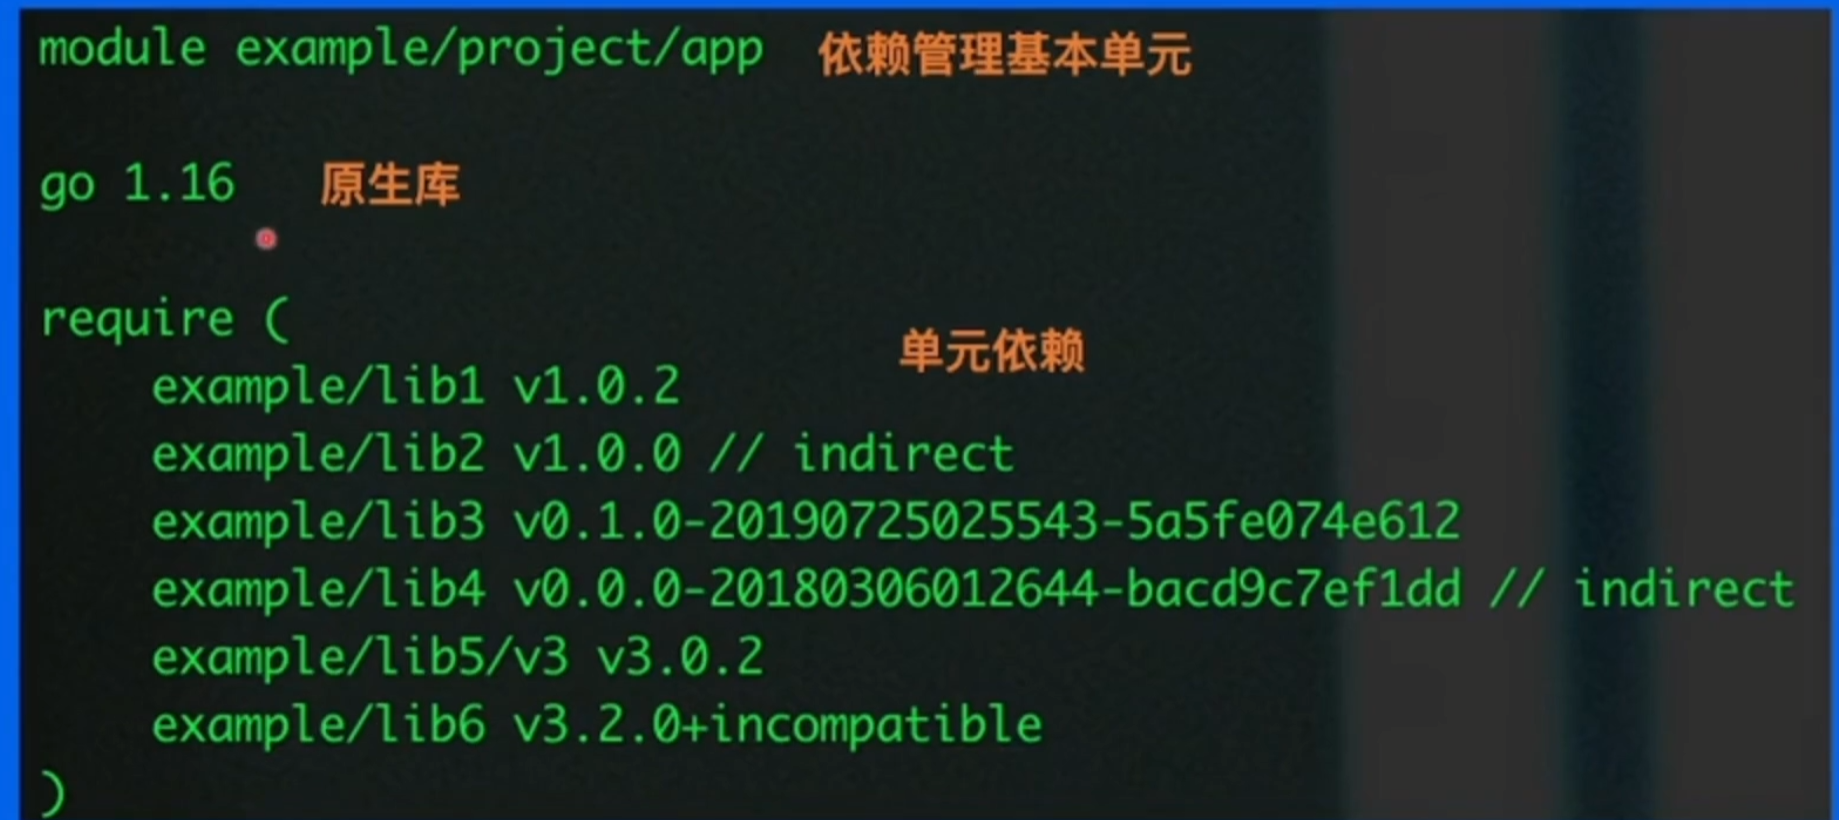 module example/project/app 依赖管理基本单元
go 1.16 原生库
require (
单元依赖
example/lib1 v1.0.2
example/lib2 v1.0.0 // indirect
example/lib3 v0.1.0-20190725025543-5a5fe074e612
example/lib4 v0.0.0-20180306012644-bacd9c7ef1dd // indirect
example/lib5/v3 v3.0.2
example/lib6 v3.2.0+incompatible
)